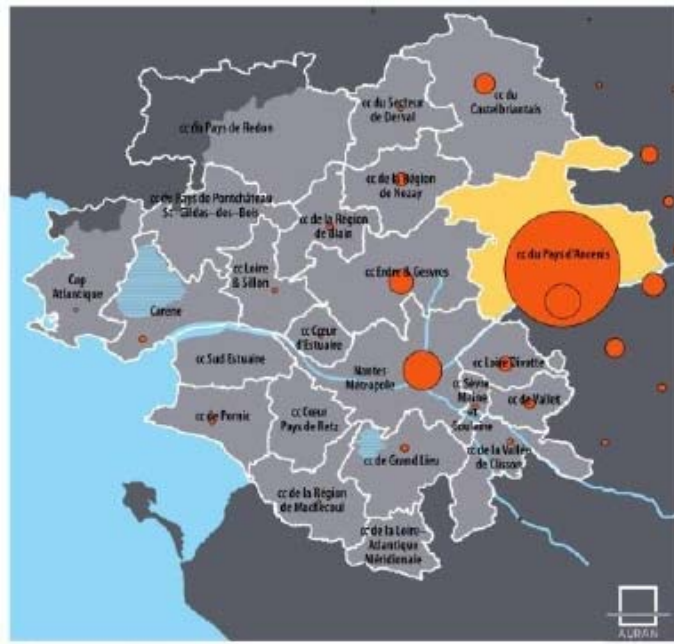 cc du Secteur
de Derval
cc du
Castelbriantais
cc du Pays de Redon
cc de la Région
de Nozay
cc du Pays de Pontchâteau
St-Gildas-des-Bois
cc de la Région
de Blain
cc du Pays d'Ancenis
cc Loire
& Sillon
cc Erdre & Gesvres
Cap
Atlantique
Carene
cc Cœur
d'Estuaire
cc Sud Estuaire
Nantes
Métropole
cc Loire Divatte
cc Sèvre
Maine
et
Goulaine
cc de Vallet
cc de Pornic
cc Cœur
Pays de Retz
cc de Grand Lieu
cc de la Vallée
de Clisson
cc de la Région
de Machecoul
cc de la Loire-
Atlantique
Méridionale
AURAN